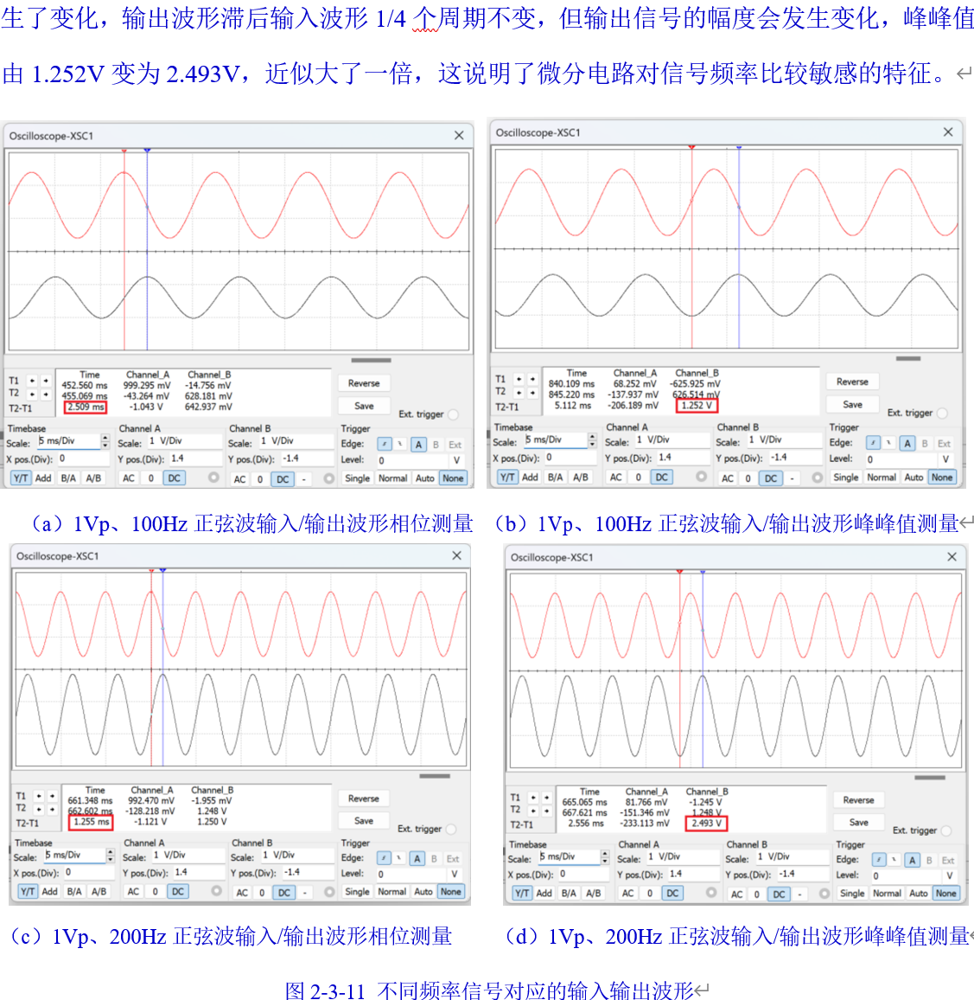 生了变化，输出波形滞后输入波形 1/4 个周期不变，但输出信号的幅度会发生变化，峰峰值
由 1.252V 变为 2.493V，近似大了一倍，这说明了微分电路对信号频率比较敏感的特征。
Oscilloscope-XSC1
Time Channel_A Channel_B
T1 452.560 ms 999.295 mV -14.756 mV
T2 455.069 ms -43.264 mV 628.181 mV
T2-T1 2.509 ms -1.043 V 642.937 mV
Reverse
Save
Ext. trigger
Timebase Channel A Channel B Trigger
Scale: 5 ms/Div Scale: 1 V/Div Scale: 1 V/Div Edge: A B Ext
X pos.(Div): 0 Y pos.(Div): 1.4 Y pos.(Div): -1.4 Level: 0 V
Y/T Add B/A A/B AC 0 DC AC 0 DC - Single Normal Auto None
Oscilloscope-XSC1
Time Channel_A Channel_B
T1 840.109 ms 68.252 mV -625.925 mV
T2 845.220 ms -137.937 mV 626.514 mV
T2-T1 5.112 ms -206.189 mV 1.252 V
Reverse
Save
Ext. trigger
Timebase Channel A Channel B Trigger
Scale: 5 ms/Div Scale: 1 V/Div Scale: 1 V/Div Edge: A B Ext
X pos.(Div): 0 Y pos.(Div): 1.4 Y pos.(Div): -1.4 Level: 0 V
Y/T Add B/A A/B AC 0 DC AC 0 DC - Single Normal Auto None
（a）1Vp、100Hz 正弦波输入/输出波形相位测量 （b）1Vp、100Hz 正弦波输入/输出波形峰峰值测量
Oscilloscope-XSC1
Time Channel_A Channel_B
T1 661.348 ms 992.470 mV -1.955 mV
T2 662.602 ms -128.218 mV 1.248 V
T2-T1 1.255 ms -1.121 V 1.250 V
Reverse
Save
Ext. trigger
Timebase Channel A Channel B Trigger
Scale: 5 ms/Div Scale: 1 V/Div Scale: 1 V/Div Edge: A B Ext
X pos.(Div): 0 Y pos.(Div): 1.4 Y pos.(Div): -1.4 Level: 0 V
Y/T Add B/A A/B AC 0 DC AC 0 DC - Single Normal Auto None
Oscilloscope-XSC1
Time Channel_A Channel_B
T1 665.065 ms 81.766 mV -1.245 V
T2 667.621 ms -151.346 mV 1.248 V
T2-T1 2.556 ms -233.113 mV 2.493 V
Reverse
Save
Ext. trigger
Timebase Channel A Channel B Trigger
Scale: 5 ms/Div Scale: 1 V/Div Scale: 1 V/Div Edge: A B Ext
X pos.(Div): 0 Y pos.(Div): 1.4 Y pos.(Div): -1.4 Level: 0 V
Y/T Add B/A A/B AC 0 DC AC 0 DC - Single Normal Auto None
（c）1Vp、200Hz 正弦波输入/输出波形相位测量 （d）1Vp、200Hz 正弦波输入/输出波形峰峰值测量
图 2-3-11 不同频率信号对应的输入输出波形